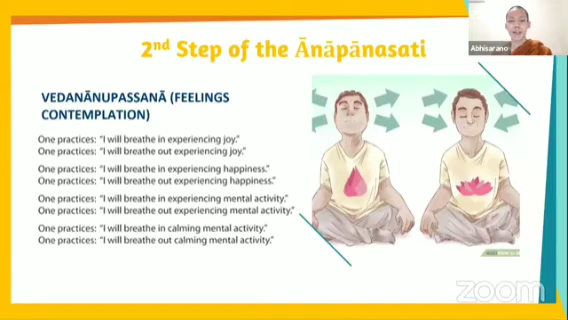 2nd Step of the Ānāpānasati
Abhisarano
VEDANĀNUPASSANĀ (FEELINGS
CONTEMPLATION)
One practices: "I will breathe in experiencing joy."
One practices: "I will breathe out experiencing joy."
One practices: "I will breathe in experiencing happiness."
One practices: "I will breathe out experiencing happiness."
One practices: "I will breathe in experiencing mental activity."
One practices: "I will breathe out experiencing mental activity."
One practices: "I will breathe in calming mental activity."
One practices: "I will breathe out calming mental activity."
zoom